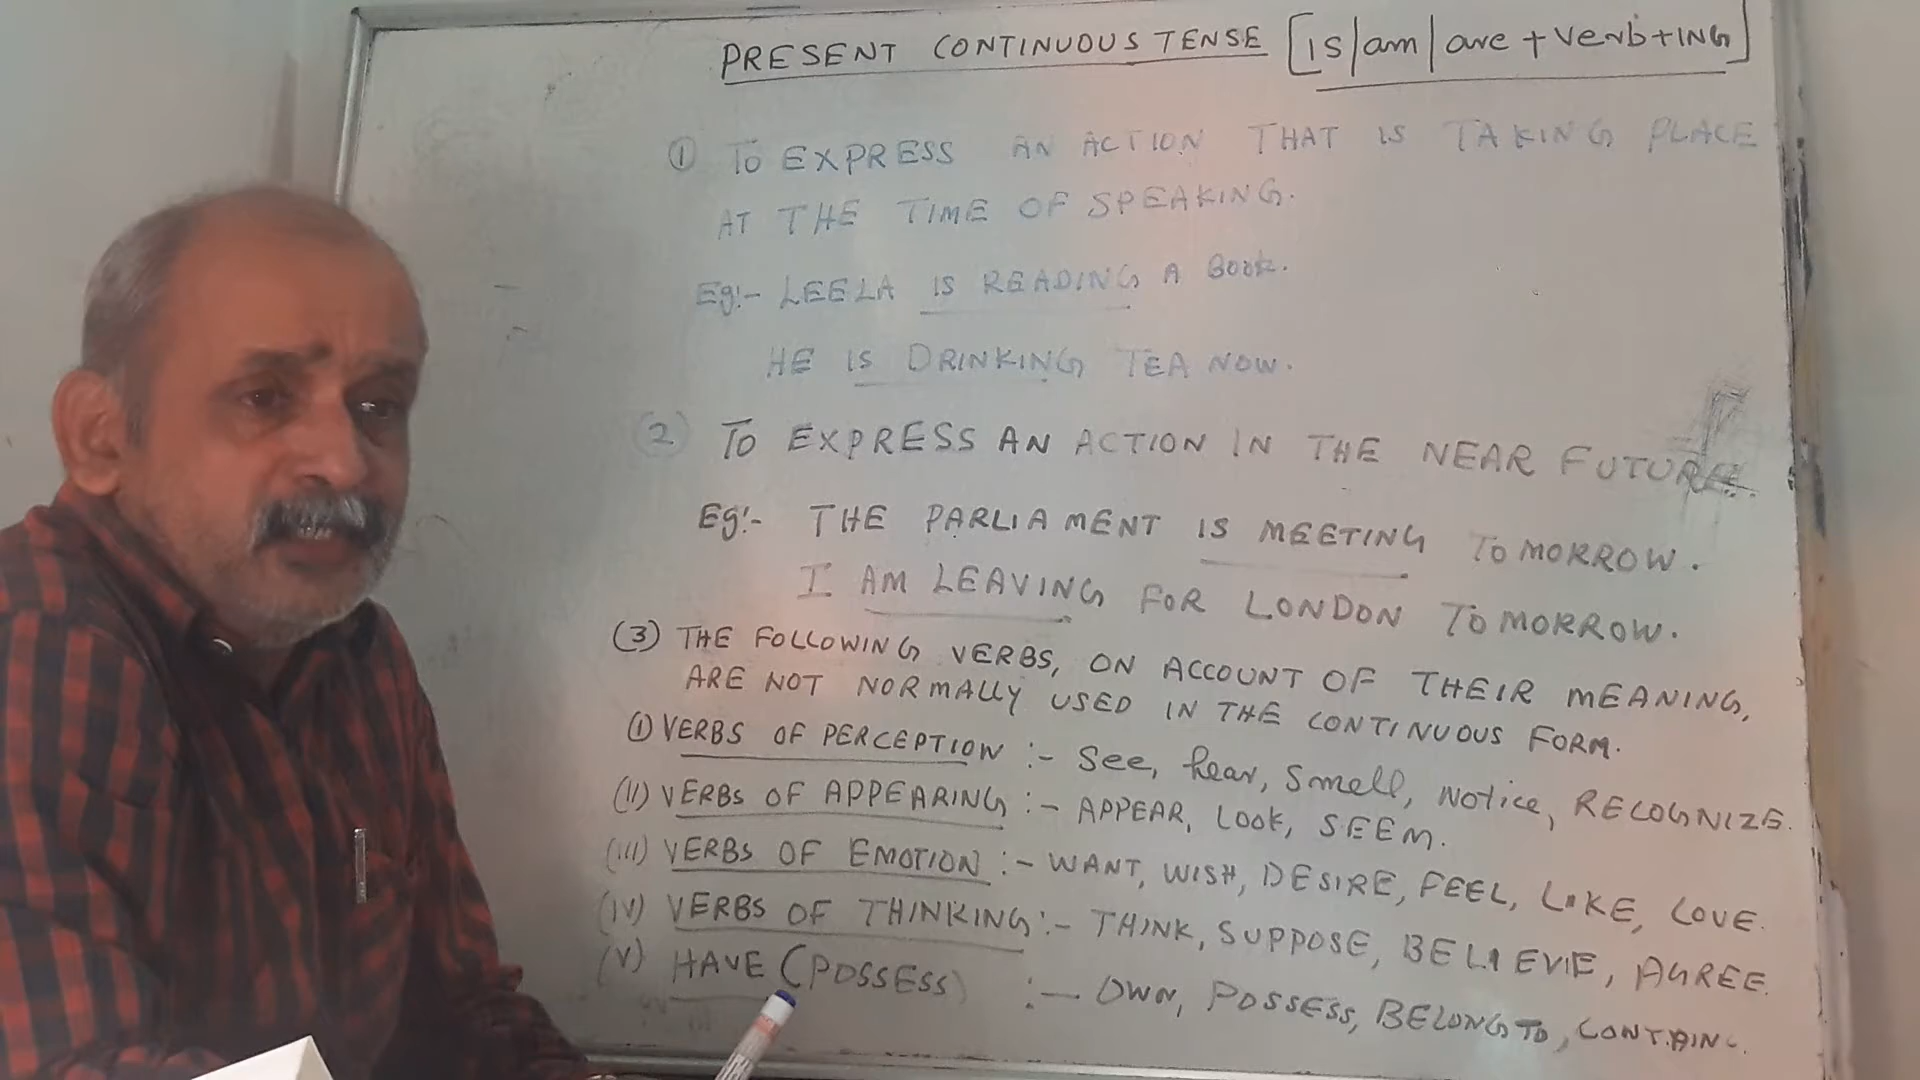 PRESENT CONTINUOUS TENSE [IS/am/are + verb + ING]
① TO EXPRESS AN ACTION THAT IS TAKING PLACE
AT THE TIME OF SPEAKING.
Eg:- LEELA IS READING A BOOK.
HE IS DRINKING TEA NOW.
(2) TO EXPRESS AN ACTION IN THE NEAR FUTURE.
Eg:- THE PARLIAMENT IS MEETING TOMORROW.
I AM LEAVING FOR LONDON TOMORROW.
(3) THE FOLLOWING VERBS, ON ACCOUNT OF THEIR MEANING,
ARE NOT NORMALLY USED IN THE CONTINUOUS FORM.
(I) VERBS OF PERCEPTION :- See, hear, Smell, Notice, RECOGNIZE.
(II) VERBS OF APPEARING :- APPEAR, LOOK, SEEM.
(III) VERBS OF EMOTION :- WANT, WISH, DESIRE, FEEL, LIKE, LOVE.
(IV) VERBS OF THINKING :- THINK, SUPPOSE, BELIEVE, AGREE.
(V) HAVE (POSSESS) :- OWN, POSSESS, BELONG TO, CONTAIN